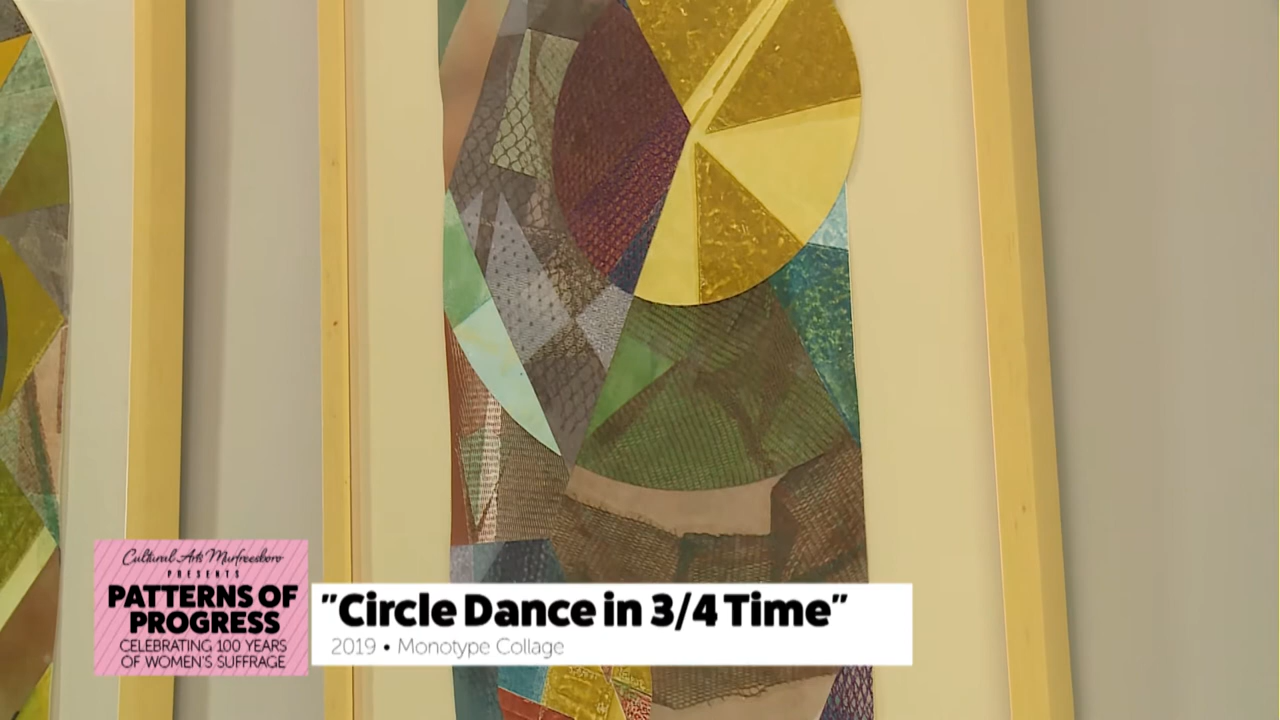 Cultural Arts Murfreesboro
PRESENTS
PATTERNS OF
PROGRESS
CELEBRATING 100 YEARS
OF WOMEN'S SUFFRAGE
"Circle Dance in 3/4 Time"
2019 • Monotype Collage